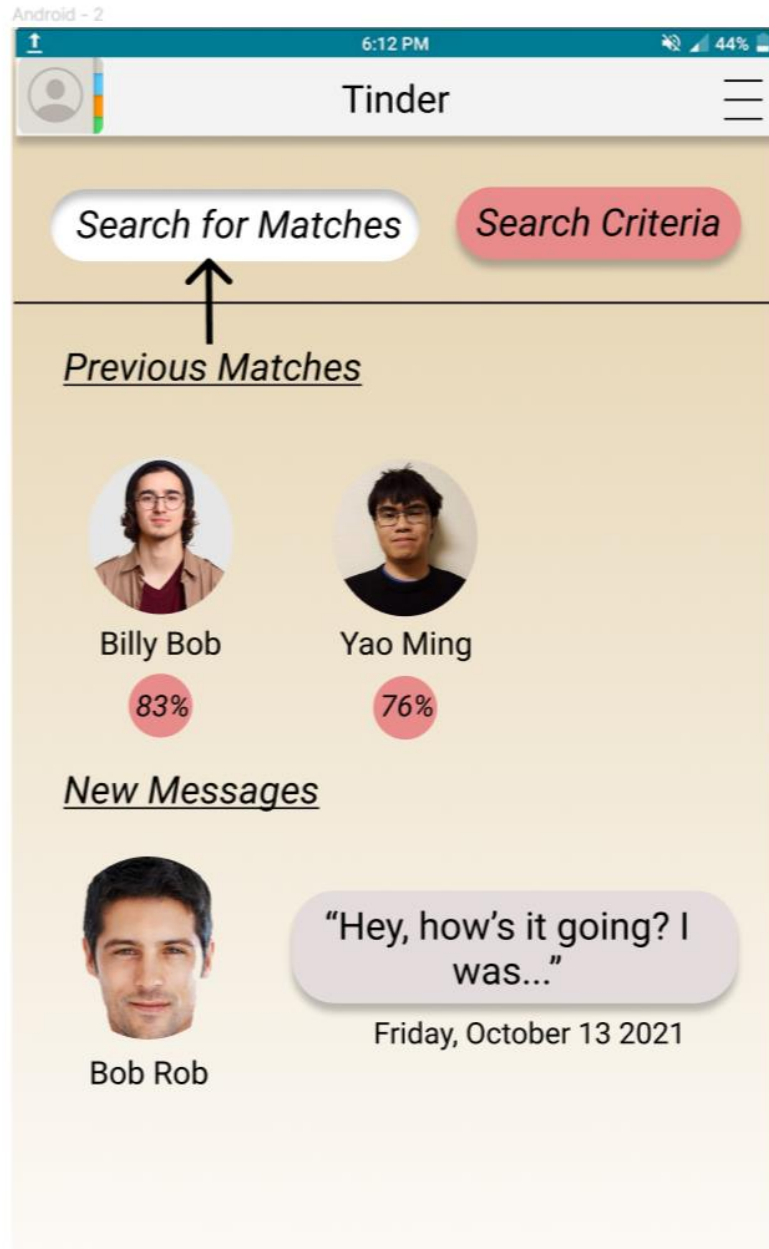 Android - 2
6:12 PM
44%
Tinder
Search for Matches
Search Criteria
Previous Matches
Billy Bob
Yao Ming
83%
76%
New Messages
“Hey, how’s it going? I
was...”
Friday, October 13 2021
Bob Rob